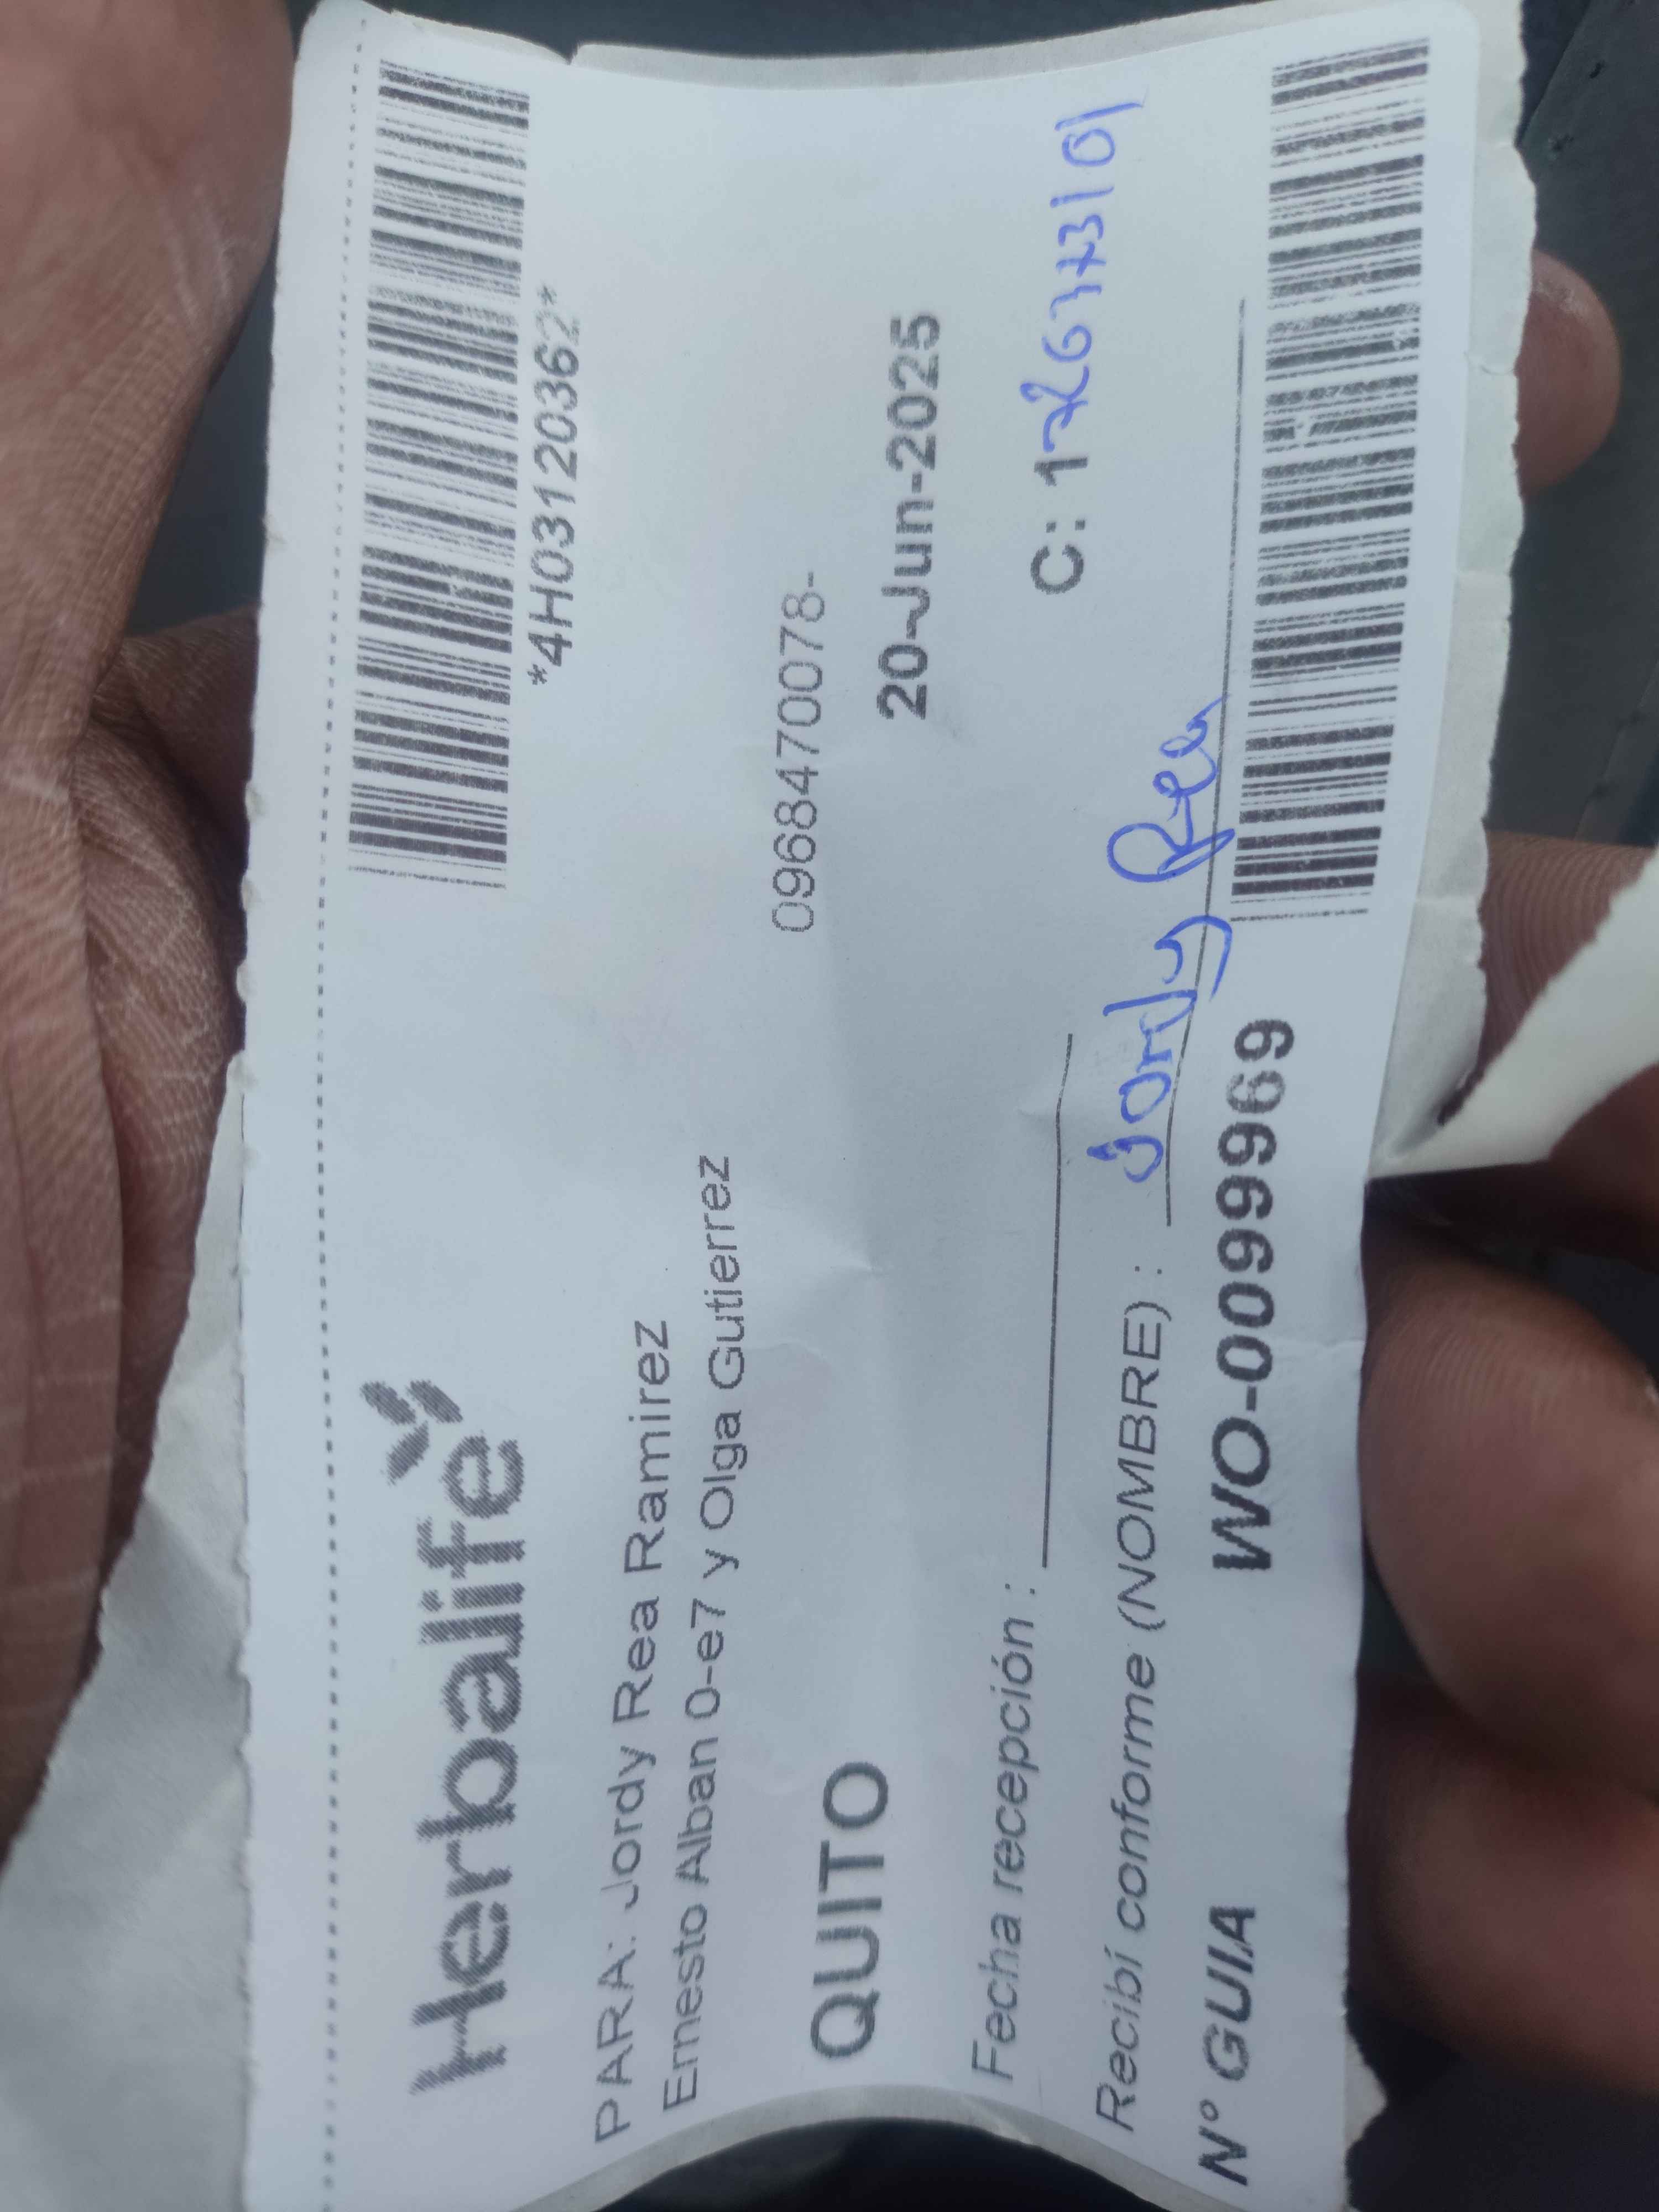 Herbalife
*4H03120362*
PARA: Jordy Rea Ramirez
Ernesto Alban 0-e7 y Olga Gutierrez
0968470078-
QUITO
20-Jun-2025
Fecha recepción :
C: 1726373101
Recibí conforme (NOMBRE) : Jordy Rea
N° GUIA WO-0099969